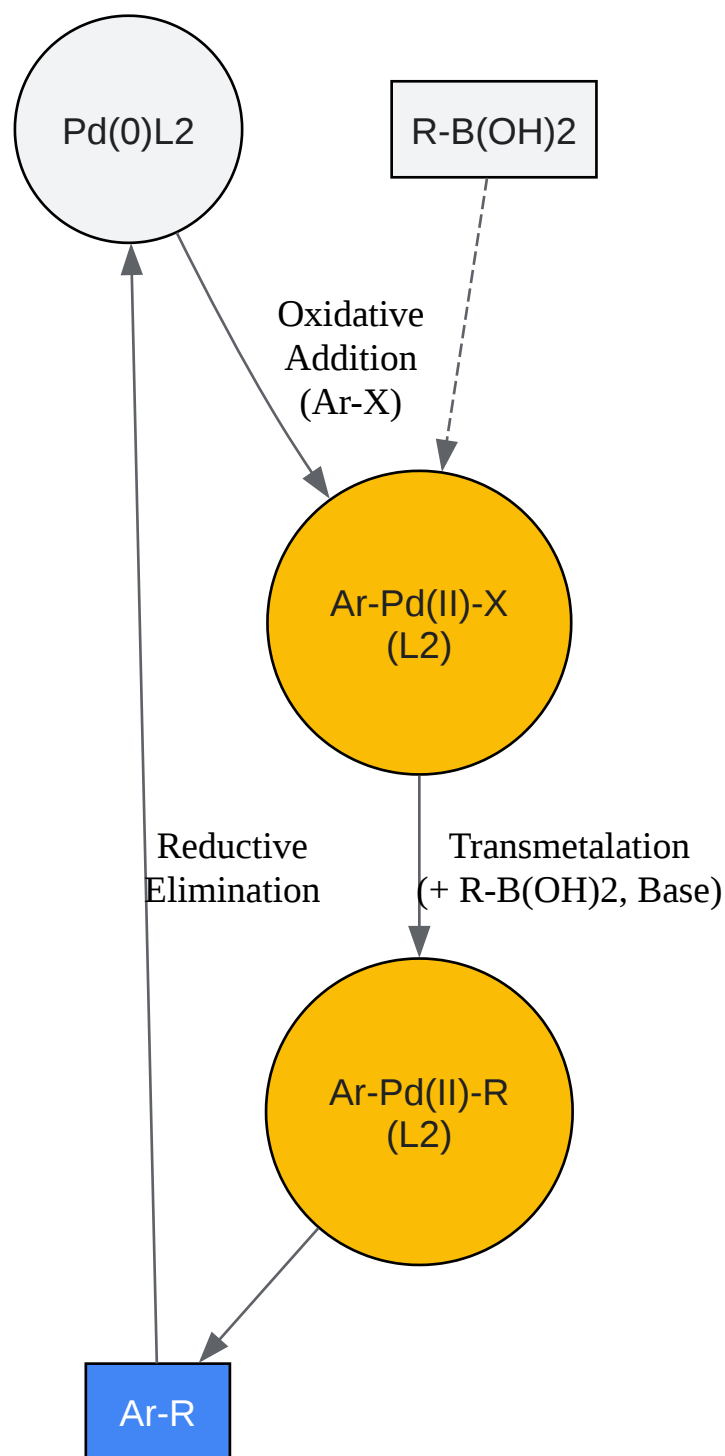 Pd(0)L2
R-B(OH)2
Oxidative
Addition
(Ar-X)
Ar-Pd(II)-X
(L2)
Reductive
Elimination
Transmetalation
(+ R-B(OH)2, Base)
Ar-Pd(II)-R
(L2)
Ar-R